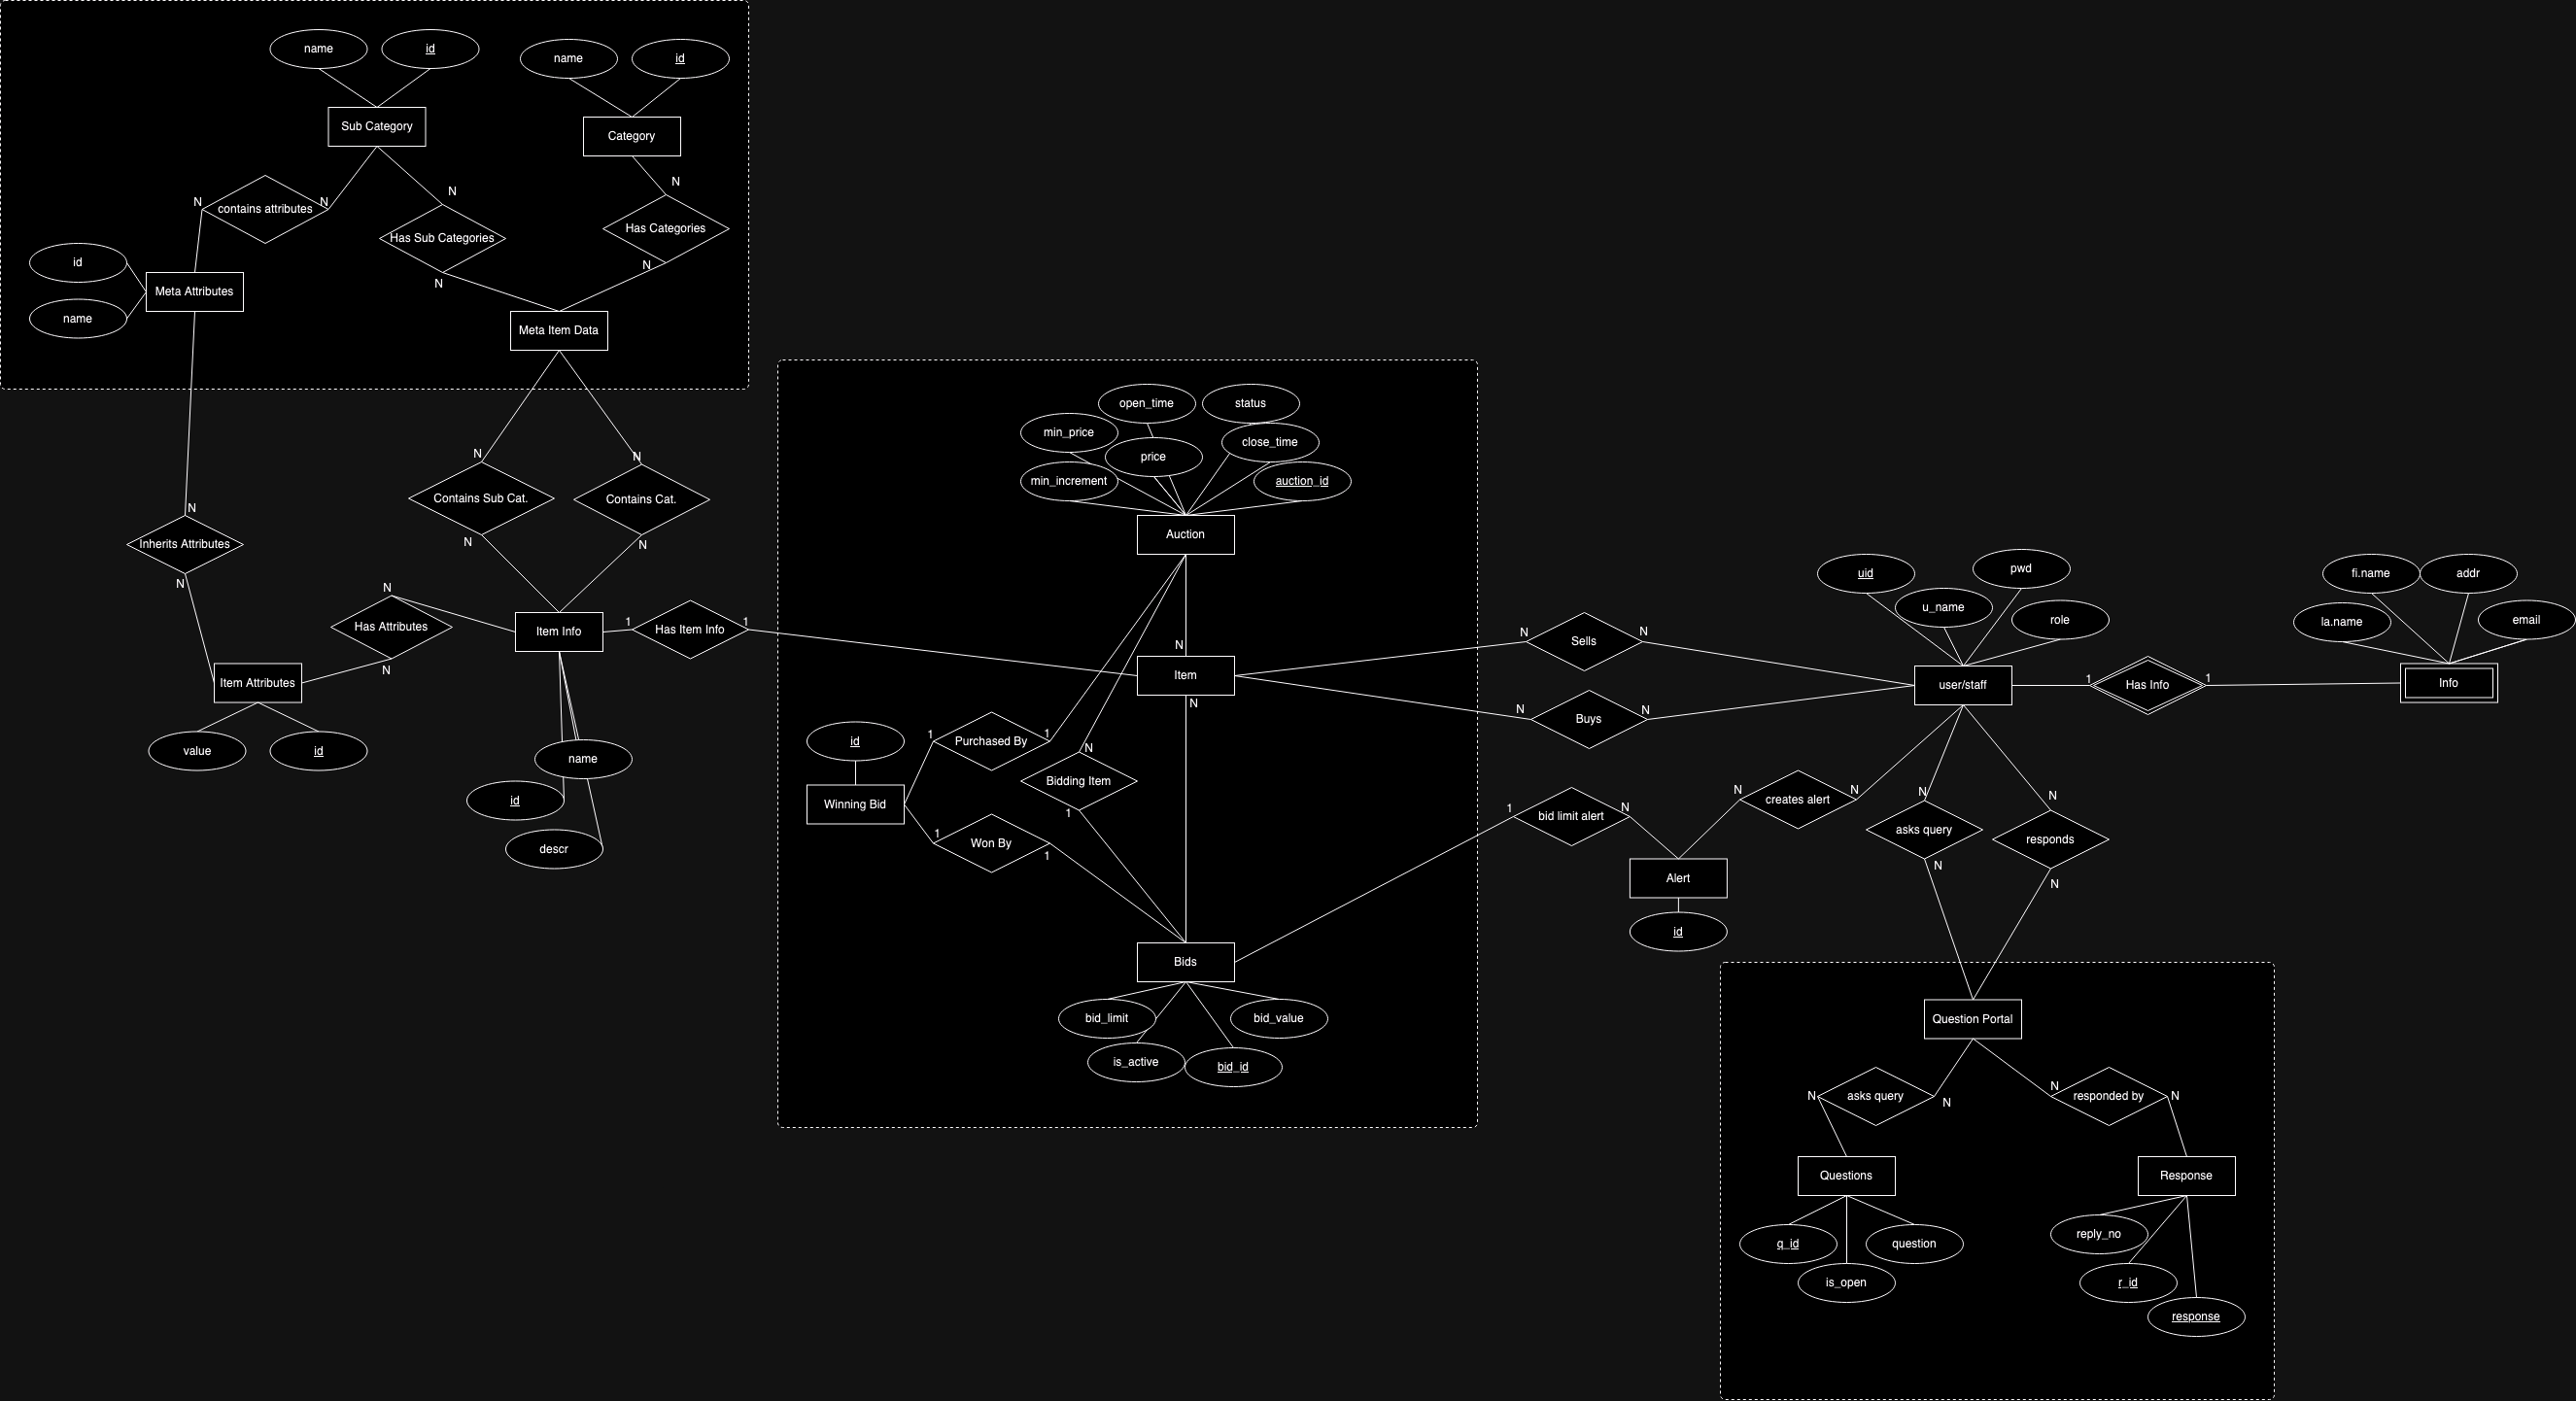 name
id
name
id
Sub Category
Category
N
N
N
N
contains attributes
Has Sub Categories
Has Categories
N
N
id
Meta Attributes
name
Meta Item Data
open_time
status
min_price
close_time
price
min_increment
auction_id
Auction
N
N
Contains Sub Cat.
Contains Cat.
N
N
N
Inherits Attributes
N
N
Has Attributes
N
Item Info
1
Has Item Info
1
Item Attributes
value
id
name
id
descr
N
Item
N
N
Sells
N
N
Buys
N
uid
pwd
u_name
role
user/staff
1
Has Info
1
fi.name
addr
la.name
email
Info
id
Winning Bid
1
Purchased By
1
N
Bidding Item
1
1
Won By
1
1
bid limit alert
N
N
creates alert
N
Alert
id
N
asks query
N
N
responds
N
Bids
bid_limit
bid_value
is_active
bid_id
Question Portal
N
asks query
N
N
responded by
N
Questions
Response
q_id
question
is_open
reply_no
r_id
response